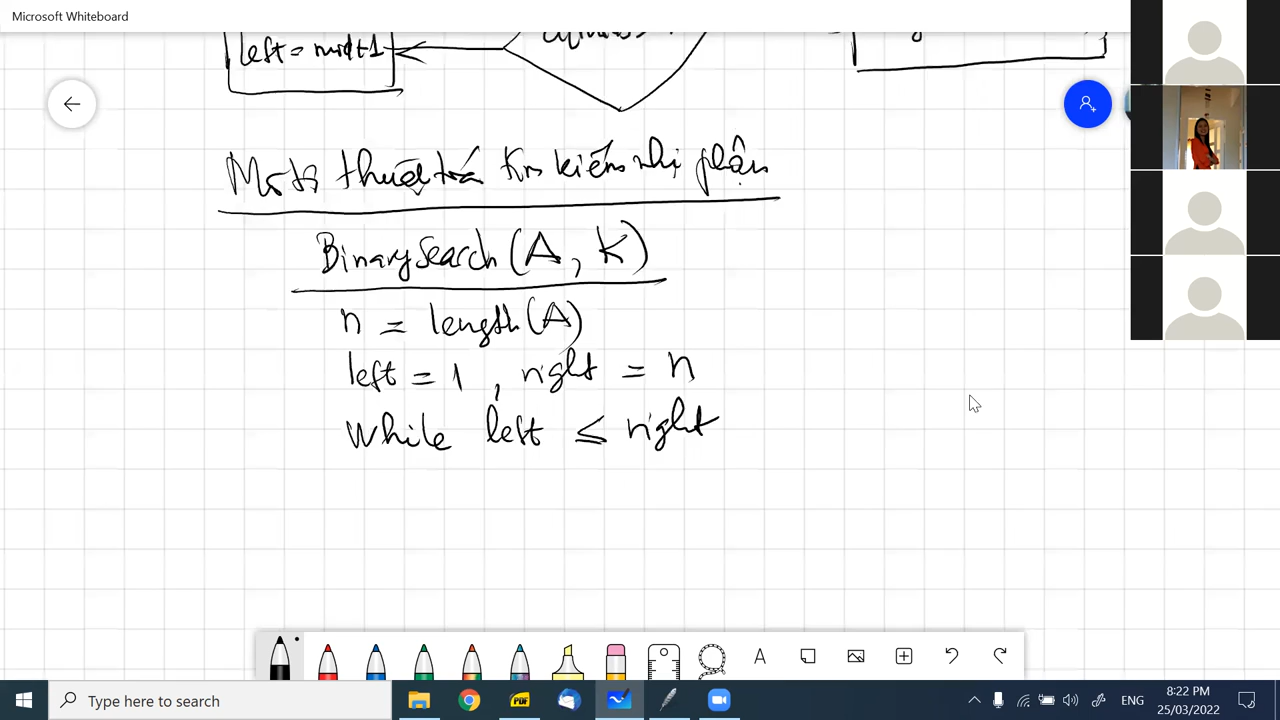 Microsoft Whiteboard
left = mid+1
Mô tả thuật toán tìm kiếm nhị phân
BinarySearch(A, K)
n = length(A)
left = 1, right = n
While left ≤ right
A
Type here to search
PDF
ENG
8:22 PM
25/03/2022